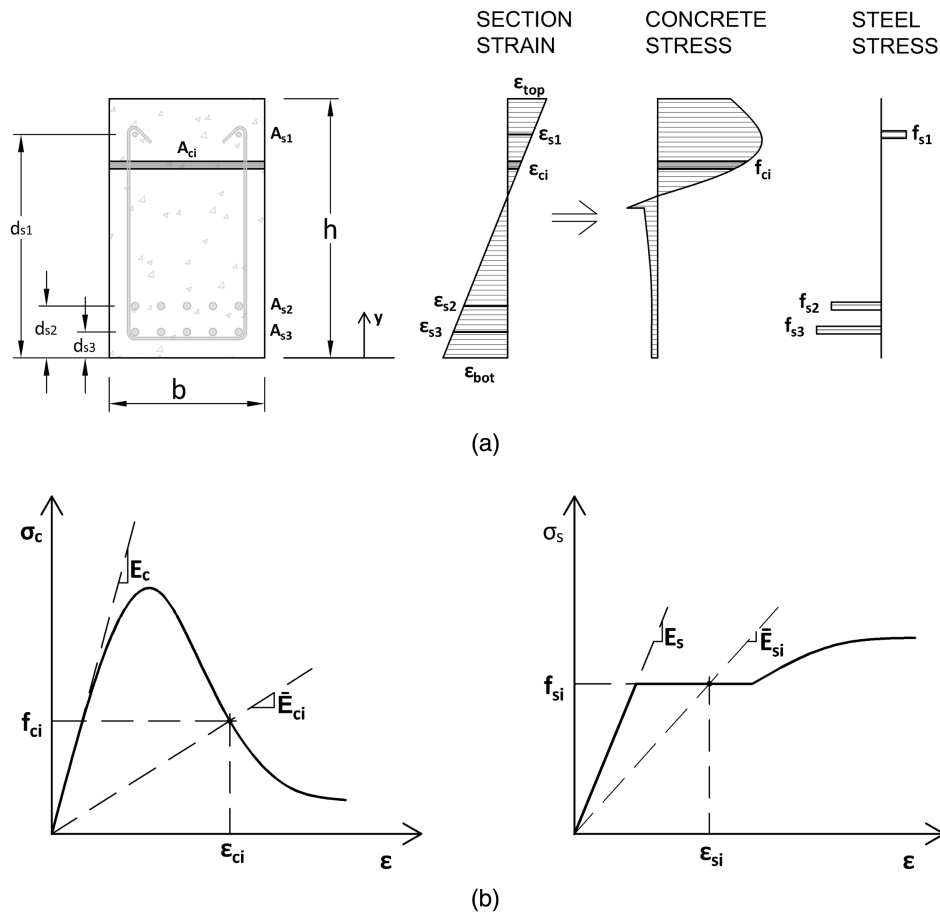 SECTION STRAIN
CONCRETE STRESS
STEEL STRESS
ε_top
A_s1
ε_s1
f_s1
A_ci
ε_ci
f_ci
d_s1
h
d_s2
A_s2
ε_s2
f_s2
d_s3
A_s3
y
ε_s3
f_s3
ε_bot
b
(a)
σ_c
E_c
Ē_ci
f_ci
ε_ci
ε
σ_s
E_s
Ē_si
f_si
ε_si
ε
(b)